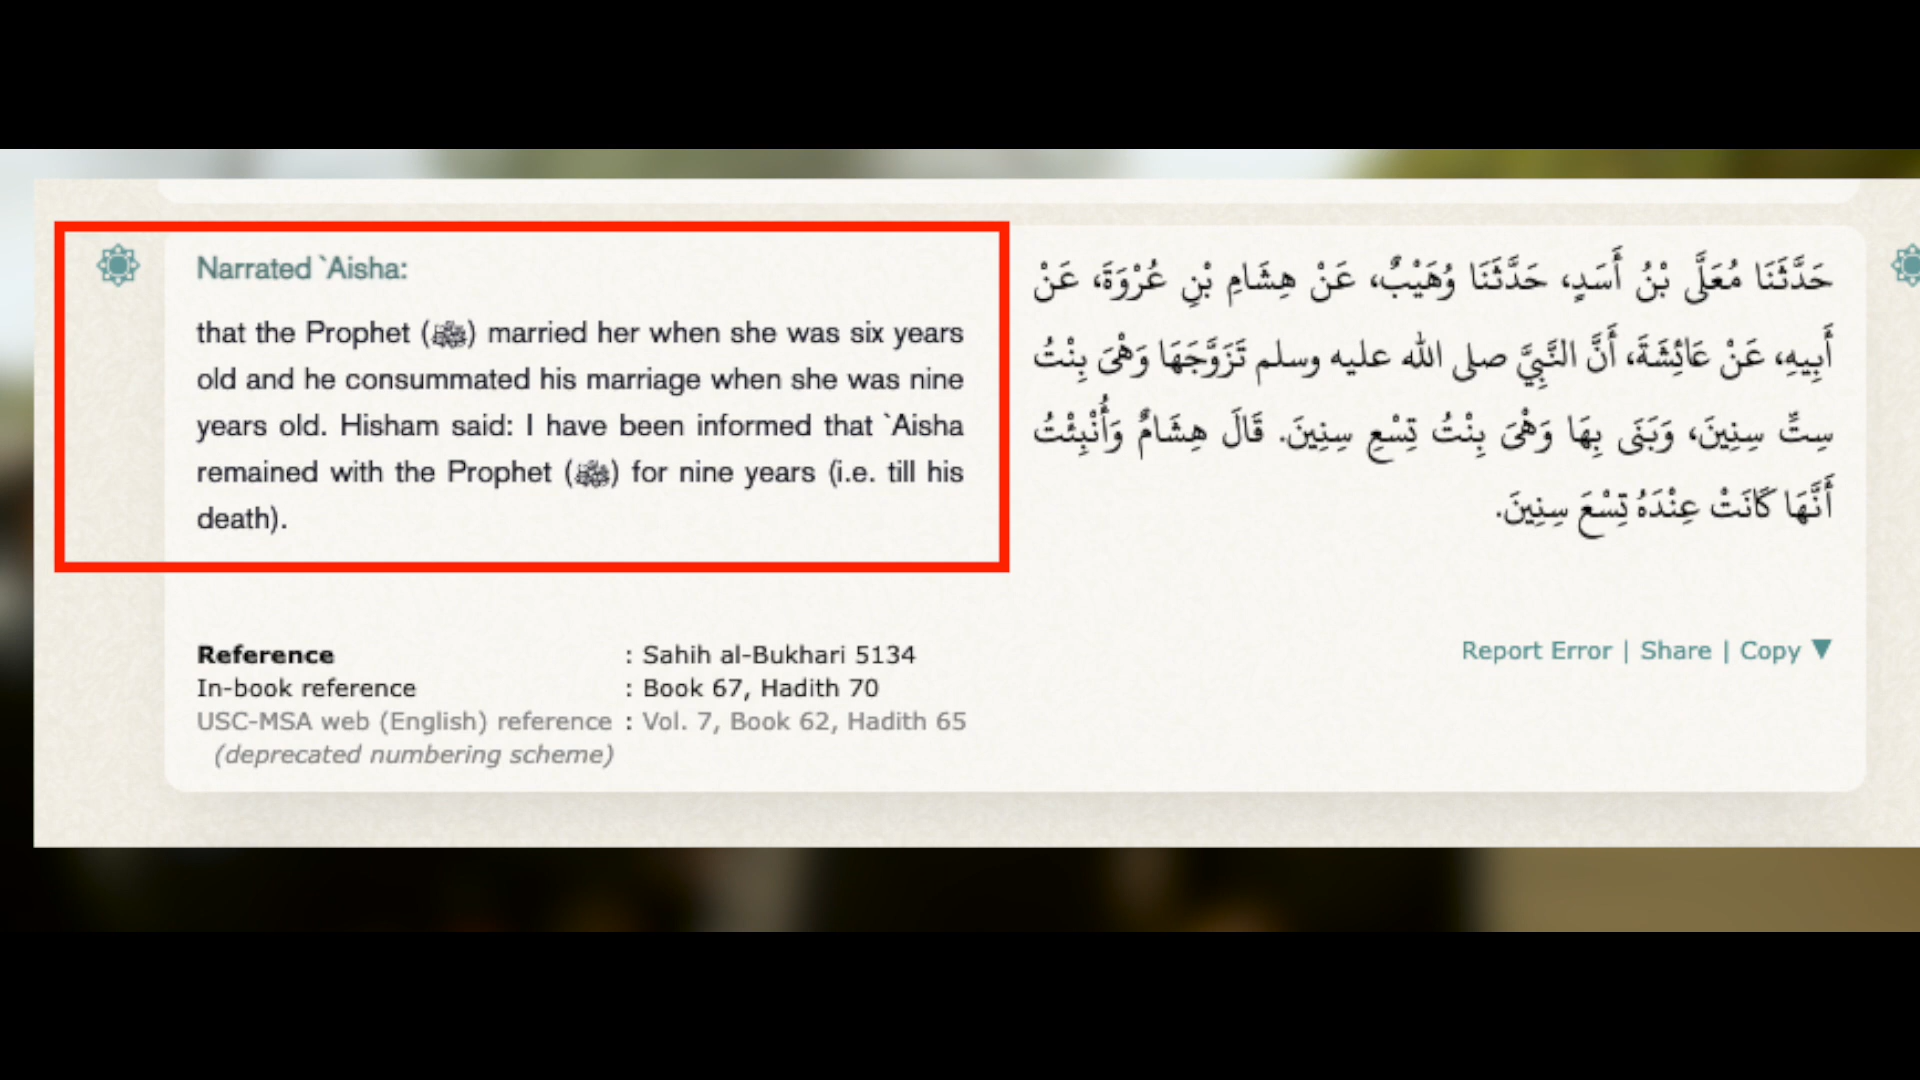 Narrated `Aisha:
that the Prophet (ﷺ) married her when she was six years
old and he consummated his marriage when she was nine
years old. Hisham said: I have been informed that `Aisha
remained with the Prophet (ﷺ) for nine years (i.e. till his
death).
حَدَّثَنَا مُعَلَّى بْنُ أَسَدٍ، حَدَّثَنَا وُهَيْبٌ، عَنْ هِشَامِ بْنِ عُرْوَةَ، عَنْ
أَبِيهِ، عَنْ عَائِشَةَ، أَنَّ النَّبِيَّ صلى الله عليه وسلم تَزَوَّجَهَا وَهْىَ بِنْتُ
سِتِّ سِنِينَ، وَبَنَى بِهَا وَهْىَ بِنْتُ تِسْعِ سِنِينَ. قَالَ هِشَامٌ وَأُنْبِئْتُ
أَنَّهَا كَانَتْ عِنْدَهُ تِسْعَ سِنِينَ.
Reference : Sahih al-Bukhari 5134
In-book reference : Book 67, Hadith 70
USC-MSA web (English) reference : Vol. 7, Book 62, Hadith 65
(deprecated numbering scheme)
Report Error | Share | Copy ▼